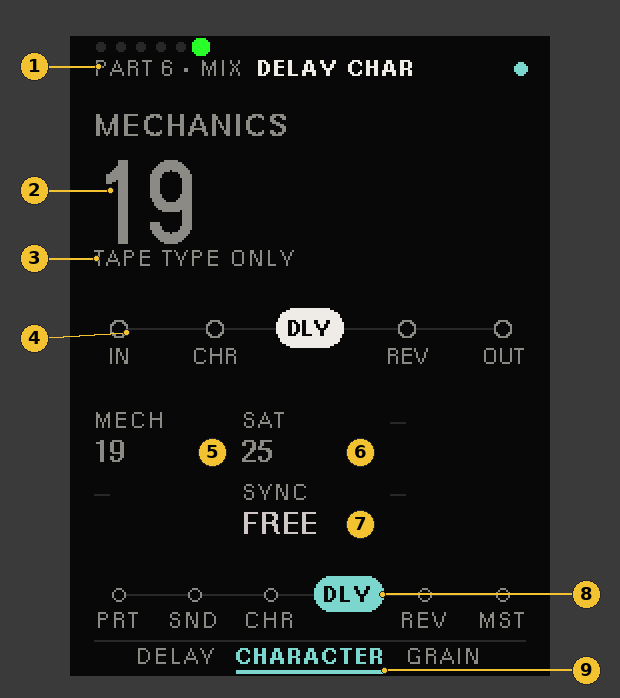 1 PART 6 · MIX DELAY CHAR
MECHANICS
2 19
3 TAPE TYPE ONLY
4 DLY
IN CHR REV OUT
MECH SAT —
19 5 25 6
— SYNC —
FREE 7
DLY 8
PRT SND CHR REV MST
DELAY CHARACTER GRAIN
9